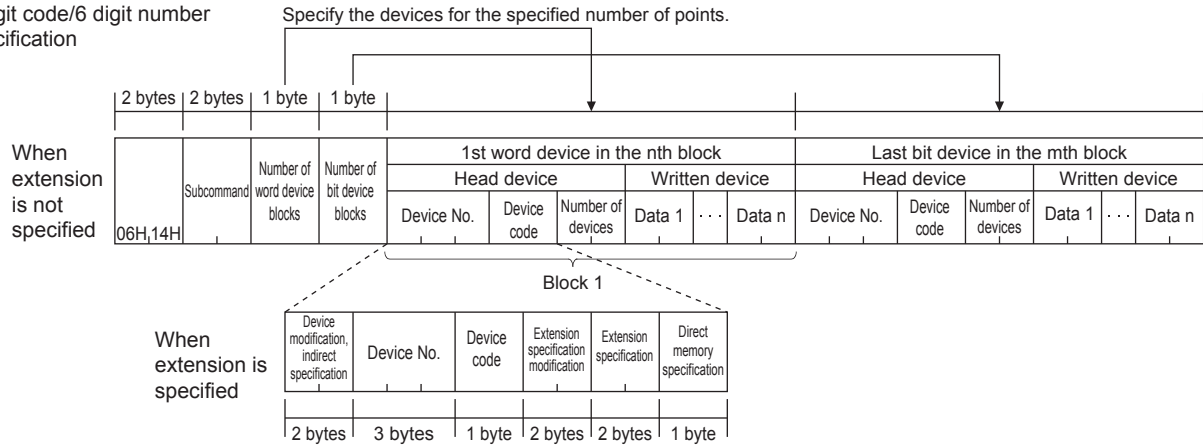 git code/6 digit number
cification
Specify the devices for the specified number of points.
2 bytes 2 bytes 1 byte 1 byte
When
extension
is not
specified
06H 14H
Subcommand
Number of
word device
blocks
Number of
bit device
blocks
1st word device in the nth block
Last bit device in the mth block
Head device
Written device
Head device
Written device
Device No.
Device
code
Number of
devices
Data 1
···
Data n
Device No.
Device
code
Number of
devices
Data 1
···
Data n
Block 1
When
extension is
specified
Device
modification,
indirect
specification
Device No.
Device
code
Extension
specification
modification
Extension
specification
Direct
memory
specification
2 bytes 3 bytes 1 byte 2 bytes 2 bytes 1 byte